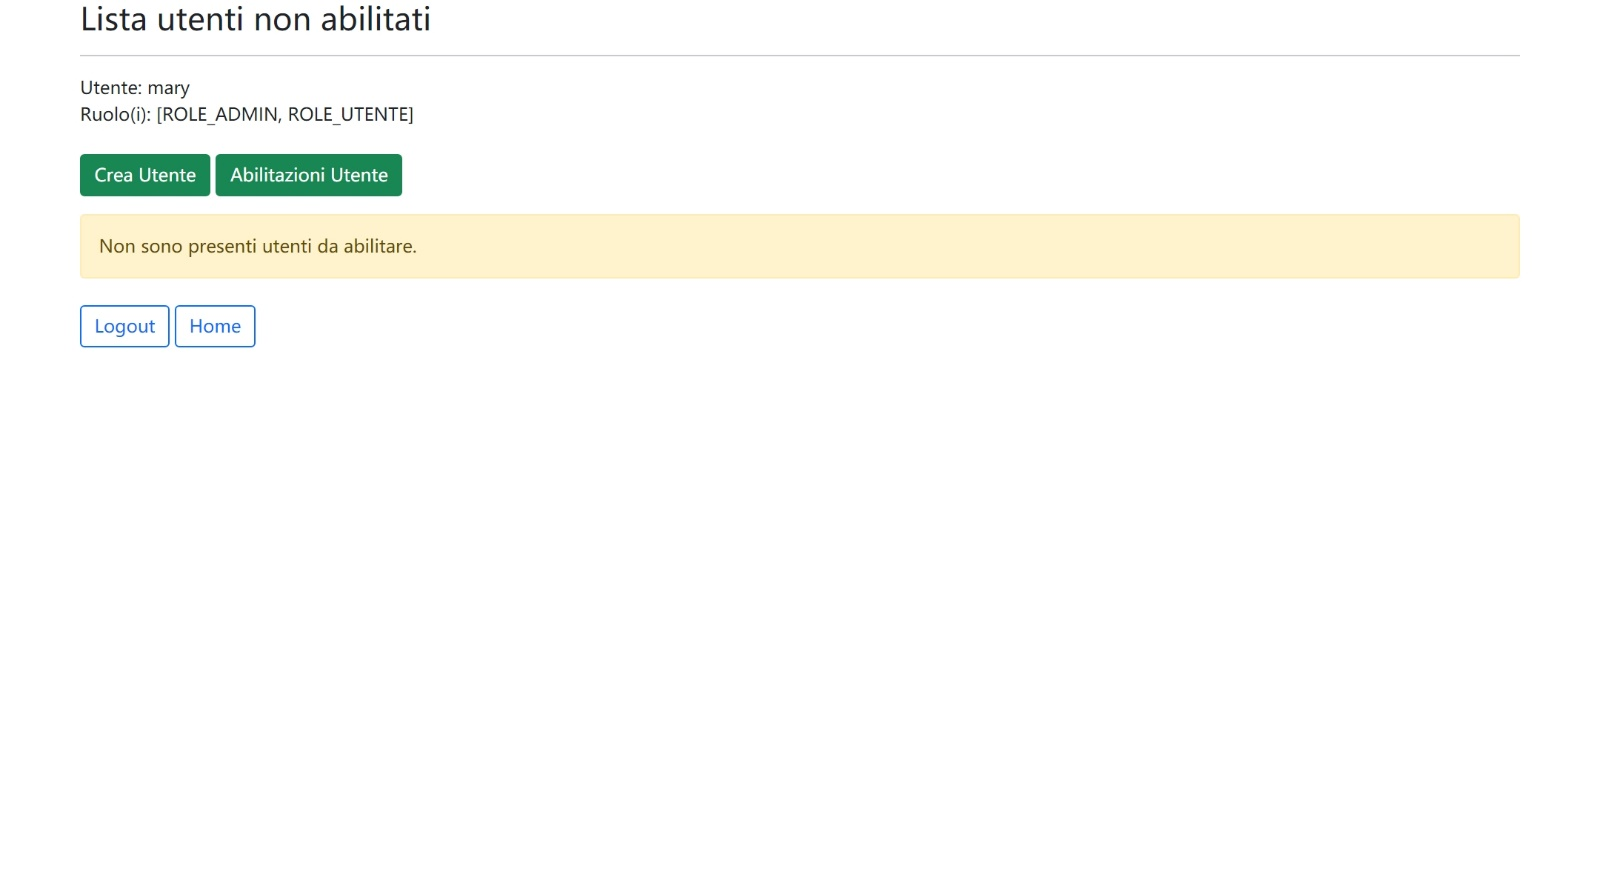 Lista utenti non abilitati
Utente: mary
Ruolo(i): [ROLE_ADMIN, ROLE_UTENTE]
Crea Utente Abilitazioni Utente
Non sono presenti utenti da abilitare.
Logout Home